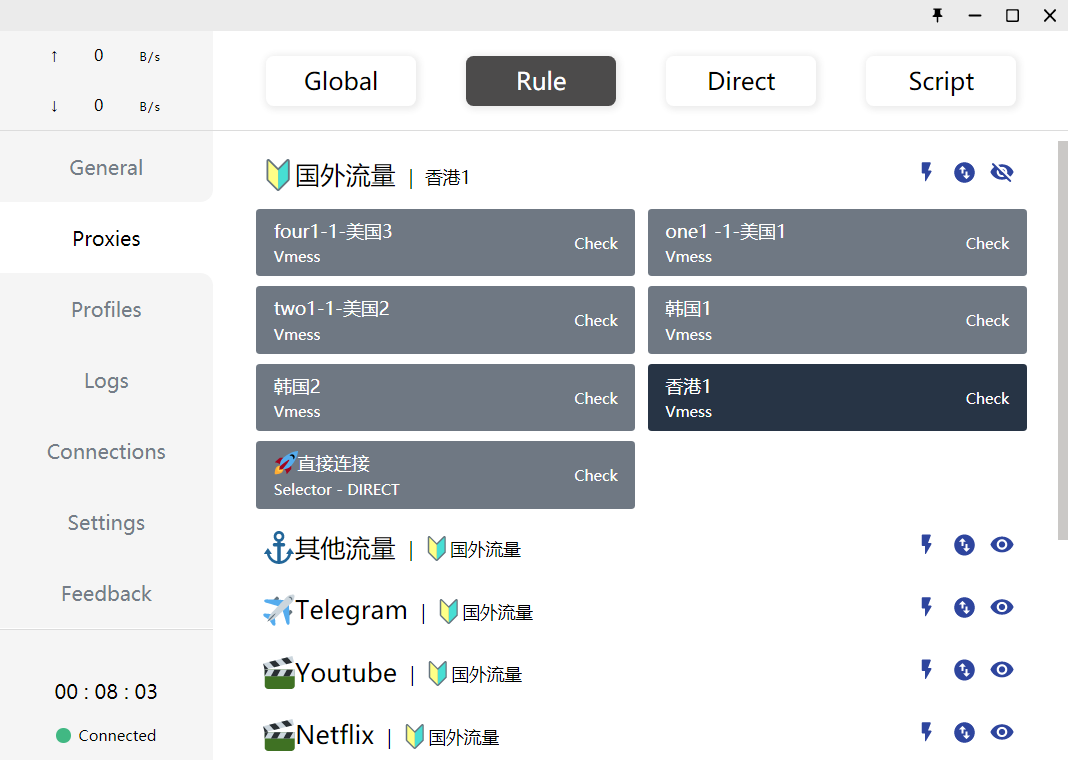 ↑ 0 B/s
↓ 0 B/s
General
Proxies
Profiles
Logs
Connections
Settings
Feedback
00 : 08 : 03
Connected
Global Rule Direct Script
🔰国外流量 | 香港1
four1-1-美国3
Vmess
Check
one1 -1-美国1
Vmess
Check
two1-1-美国2
Vmess
Check
韩国1
Vmess
Check
韩国2
Vmess
Check
香港1
Vmess
Check
🚀直接连接
Selector - DIRECT
Check
⚓其他流量 | 🔰国外流量
✈️Telegram | 🔰国外流量
🎬Youtube | 🔰国外流量
🎬Netflix | 🔰国外流量